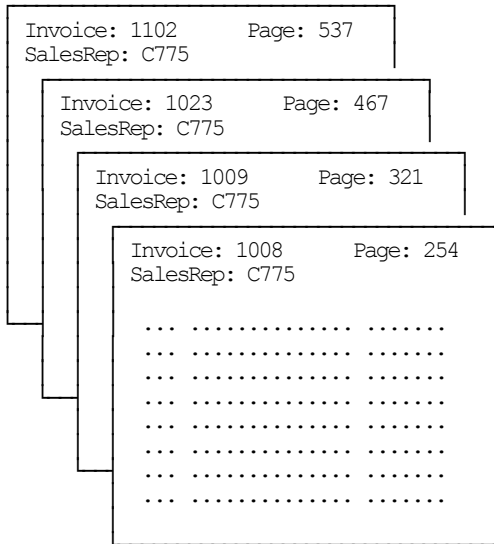 Invoice: 1102 Page: 537
SalesRep: C775
Invoice: 1023 Page: 467
SalesRep: C775
Invoice: 1009 Page: 321
SalesRep: C775
Invoice: 1008 Page: 254
SalesRep: C775
... .............. .......
... .............. .......
... .............. .......
... .............. .......
... .............. .......
... .............. .......
... .............. .......
... .............. .......